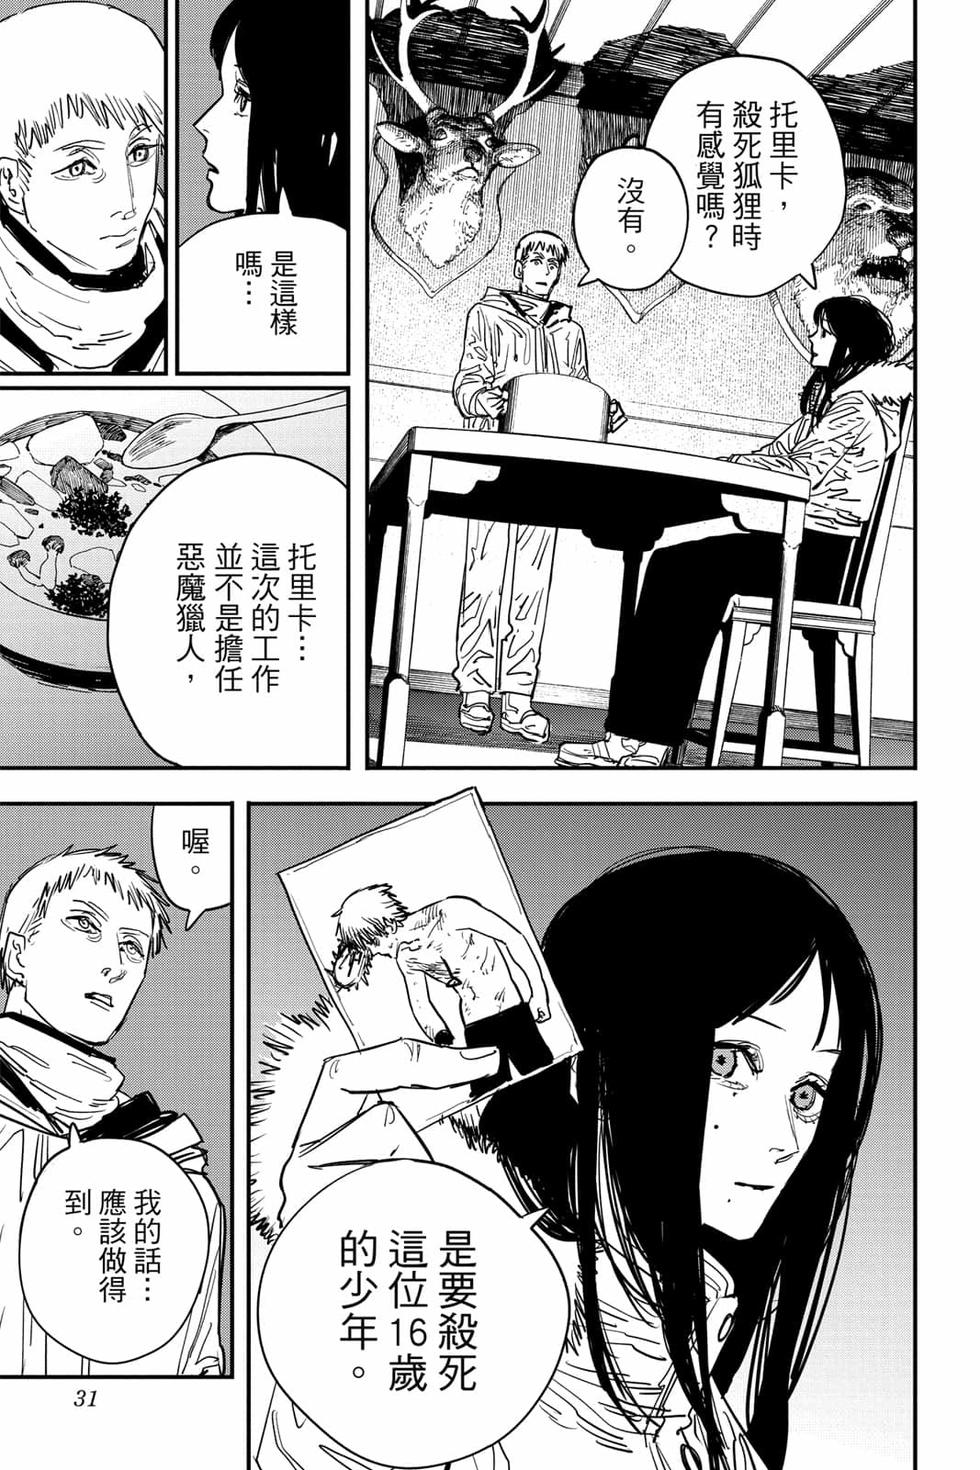 托里卡，
殺死狐狸時
有感覺嗎？
沒有。
是這樣
嗎…
托里卡…
這次的工作
並不是擔任
惡魔獵人，
是要殺死
這位16歲
的少年。
喔。
我的話…
應該做得
到。
31